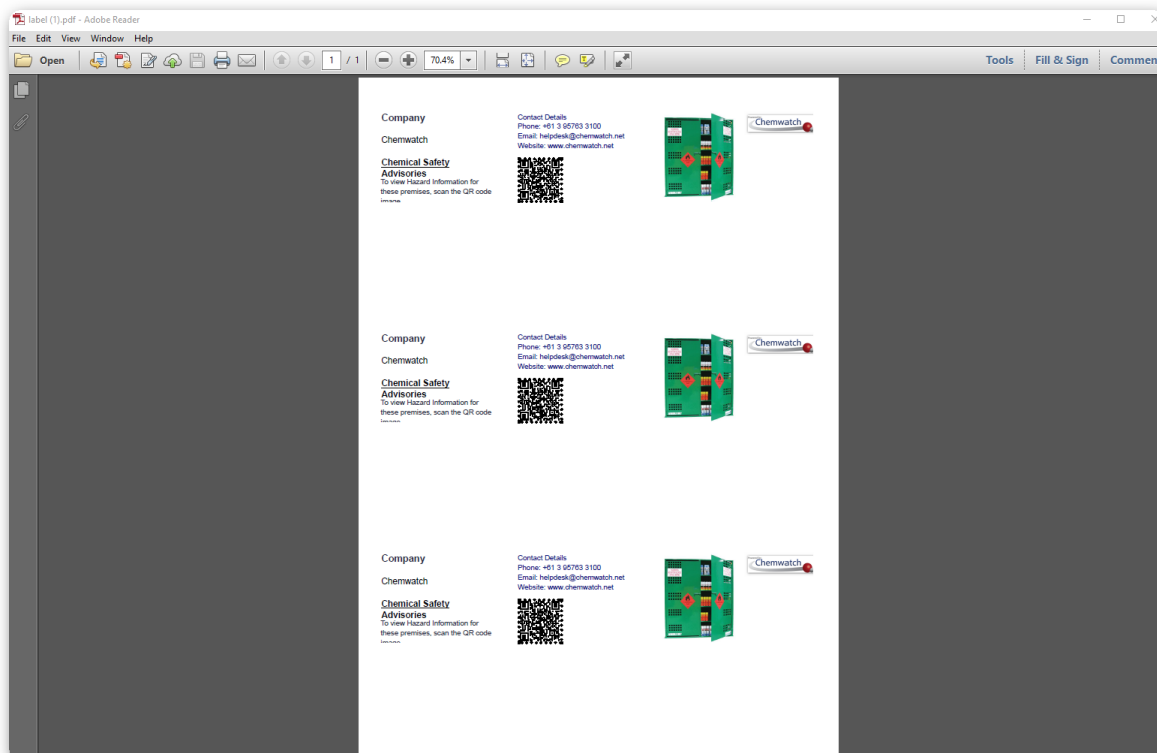 label (1).pdf - Adobe Reader
File Edit View Window Help
Open 1 / 1 70.4% Tools Fill & Sign Commen
Company
Chemwatch
Chemical Safety
Advisories
To view Hazard Information for
these premises, scan the QR code
image.
Contact Details
Phone: +61 3 95763 3100
Email: helpdesk@chemwatch.net
Website: www.chemwatch.net
Chemwatch
Company
Chemwatch
Chemical Safety
Advisories
To view Hazard Information for
these premises, scan the QR code
image.
Contact Details
Phone: +61 3 95763 3100
Email: helpdesk@chemwatch.net
Website: www.chemwatch.net
Chemwatch
Company
Chemwatch
Chemical Safety
Advisories
To view Hazard Information for
these premises, scan the QR code
image.
Contact Details
Phone: +61 3 95763 3100
Email: helpdesk@chemwatch.net
Website: www.chemwatch.net
Chemwatch